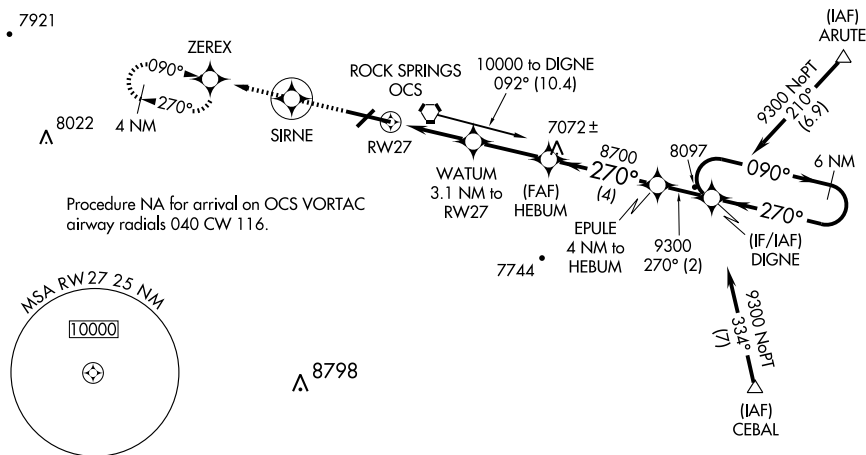 7921
ZEREX
090°
270°
4 NM
8022
SIRNE
ROCK SPRINGS
OCS
10000 to DIGNE
092° (10.4)
RW27
7072±
WATUM
3.1 NM to
RW27
(FAF)
HEBUM
8700
270°
(4)
8097
EPULE
4 NM to
HEBUM
9300
270° (2)
(IF/IAF)
DIGNE
090°
270°
6 NM
(IAF)
ARUTE
9300 NoPT
210°
(6.9)
Procedure NA for arrival on OCS VORTAC
airway radials 040 CW 116.
7744
9300 NoPT
334°
(7)
(IAF)
CEBAL
MSA RW27 25 NM
10000
8798